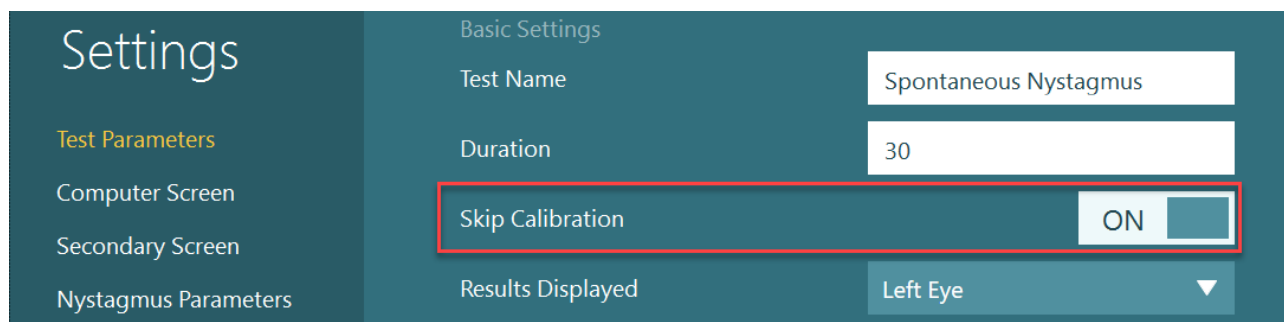 Settings
Test Parameters
Computer Screen
Secondary Screen
Nystagmus Parameters
Basic Settings
Test Name
Spontaneous Nystagmus
Duration
30
Skip Calibration
ON
Results Displayed
Left Eye